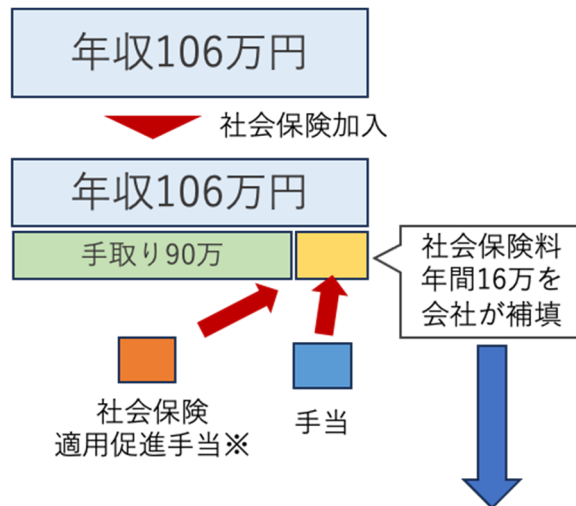 年収106万円
社会保険加入
年収106万円
手取り90万
社会保険料
年間16万を
会社が補填
社会保険
適用促進手当※
手当